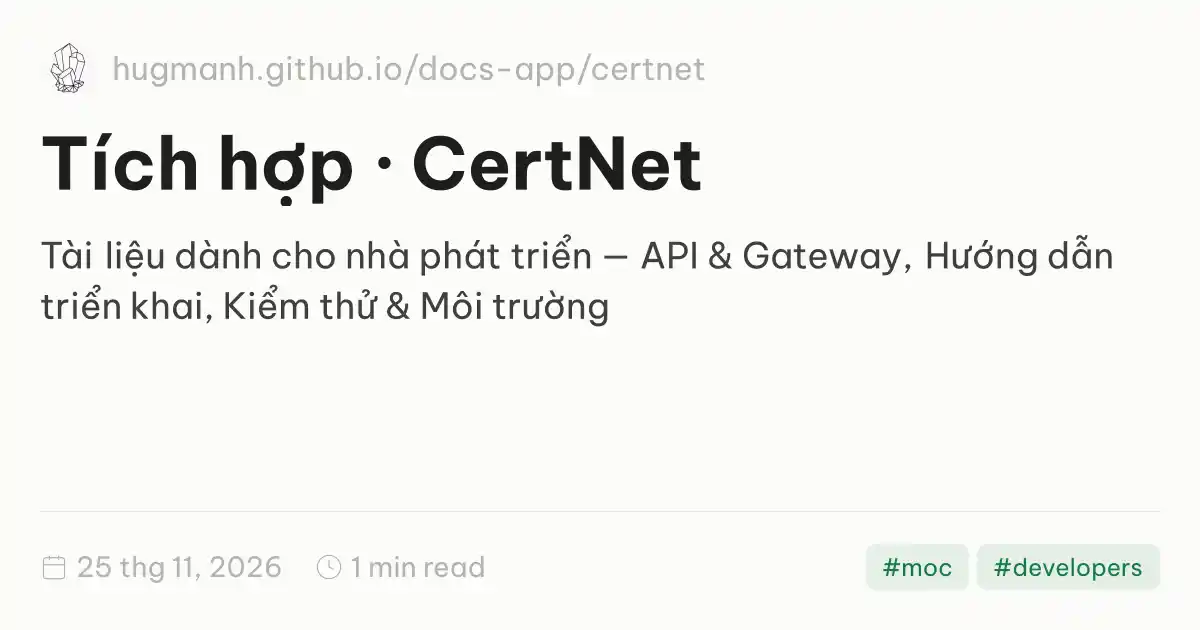 hugmanh.github.io/docs-app/certnet
Tích hợp · CertNet
Tài liệu dành cho nhà phát triển — API & Gateway, Hướng dẫn
triển khai, Kiểm thử & Môi trường
25 thg 11, 2026 1 min read #moc #developers